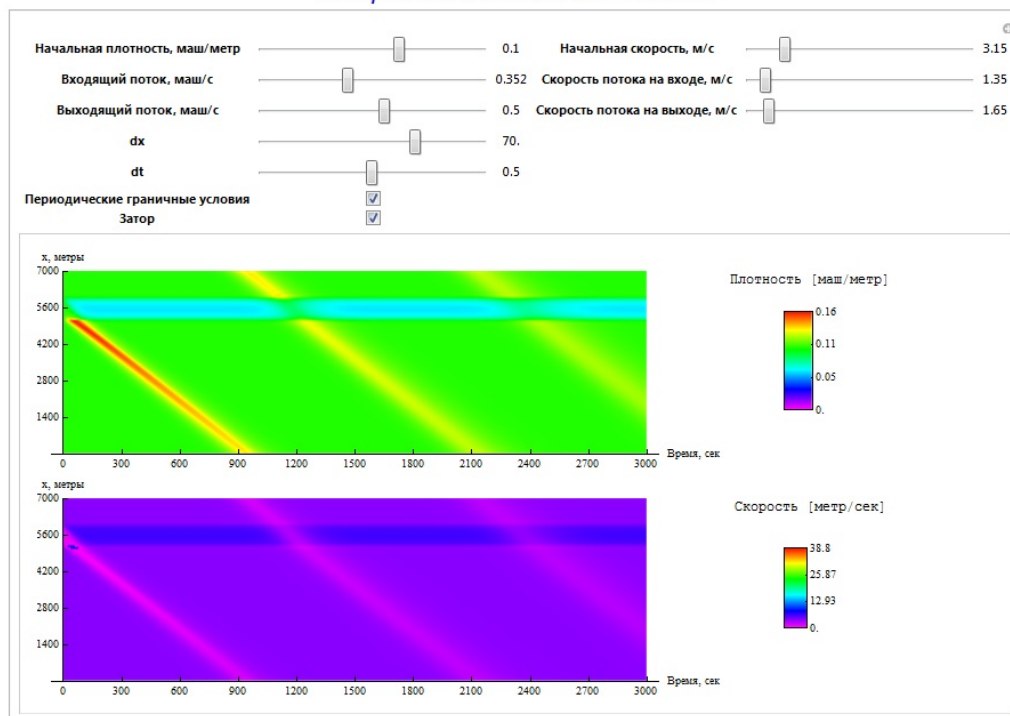 Начальная плотность, маш/метр 0.1 Начальная скорость, м/с 3.15
Входящий поток, маш/с 0.352 Скорость потока на входе, м/с 1.35
Выходящий поток, маш/с 0.5 Скорость потока на выходе, м/с 1.65
dx 70.
dt 0.5
Периодические граничные условия
Затор
x, метры
7000
5600
4200
2800
1400
0 300 600 900 1200 1500 1800 2100 2400 2700 3000
Время, сек
Плотность [маш/метр]
0.16
0.11
0.05
0.
x, метры
7000
5600
4200
2800
1400
0 300 600 900 1200 1500 1800 2100 2400 2700 3000
Время, сек
Скорость [метр/сек]
38.8
25.87
12.93
0.